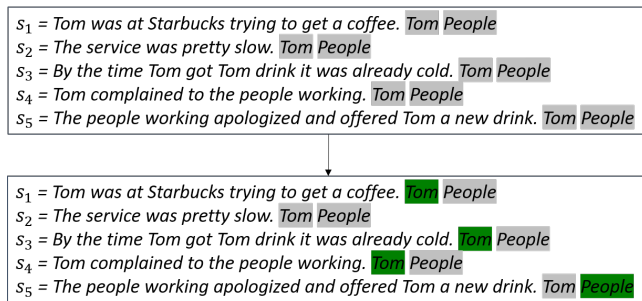 s₁ = Tom was at Starbucks trying to get a coffee. Tom People
s₂ = The service was pretty slow. Tom People
s₃ = By the time Tom got Tom drink it was already cold. Tom People
s₄ = Tom complained to the people working. Tom People
s₅ = The people working apologized and offered Tom a new drink. Tom People
s₁ = Tom was at Starbucks trying to get a coffee. Tom People
s₂ = The service was pretty slow. Tom People
s₃ = By the time Tom got Tom drink it was already cold. Tom People
s₄ = Tom complained to the people working. Tom People
s₅ = The people working apologized and offered Tom a new drink. Tom People